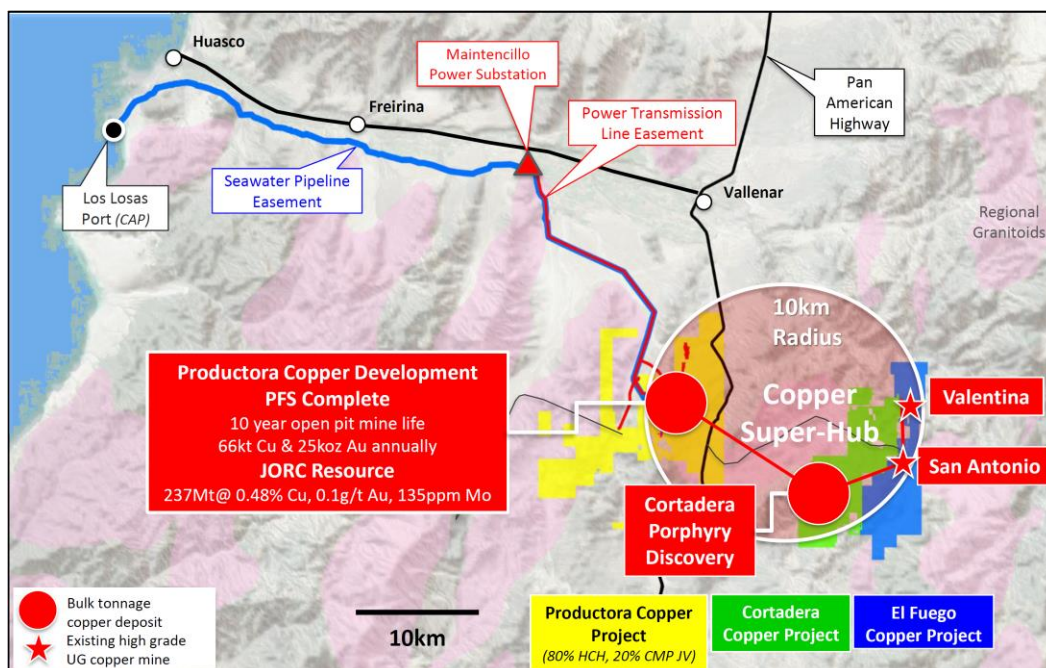 Huasco
Maintencillo
Power Substation
Freirina
Power Transmission
Line Easement
Pan
American
Highway
Los Losas
Port (CAP)
Seawater Pipeline
Easement
Vallenar
Regional
Granitoids
10km
Radius
Copper
Super-Hub
Productora Copper Development
PFS Complete
10 year open pit mine life
66kt Cu & 25koz Au annually
JORC Resource
237Mt@ 0.48% Cu, 0.1g/t Au, 135ppm Mo
Valentina
San Antonio
Cortadera
Porphyry
Discovery
Bulk tonnage
copper deposit
Existing high grade
UG copper mine
10km
Productora Copper
Project
(80% HCH, 20% CMP JV)
Cortadera
Copper Project
El Fuego
Copper Project